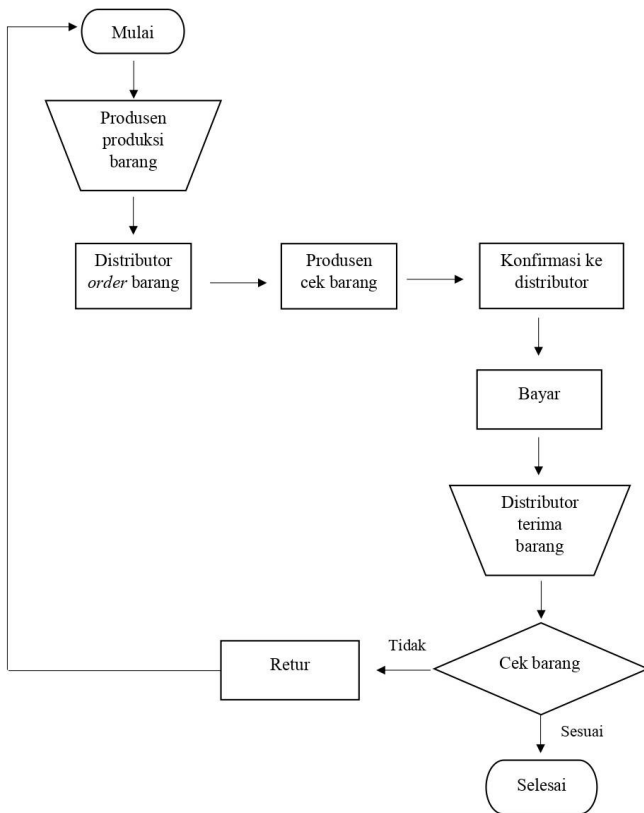 Mulai
Produsen
produksi
barang
Distributor
order barang
Produsen
cek barang
Konfirmasi ke
distributor
Bayar
Distributor
terima
barang
Cek barang
Tidak
Retur
Sesuai
Selesai